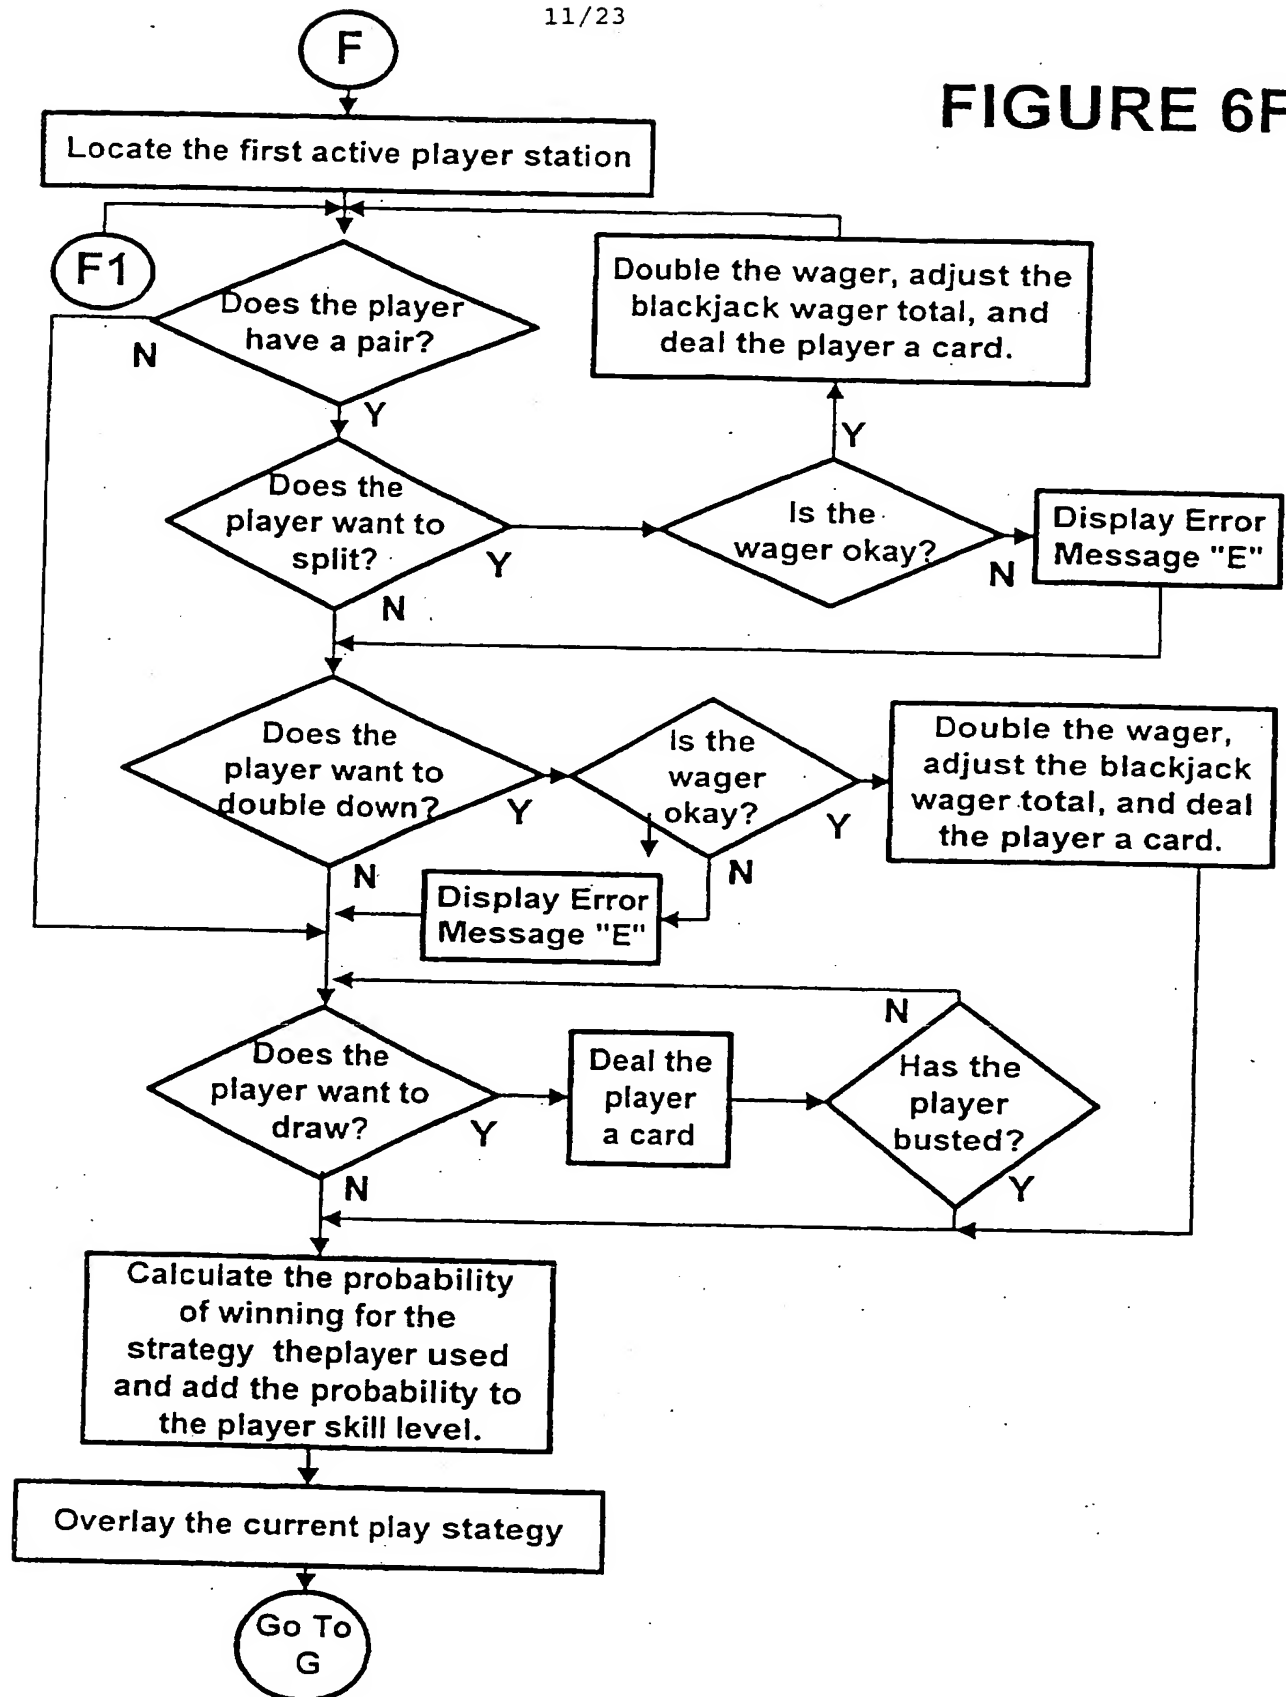 11/23
F
FIGURE 6F
Locate the first active player station
F1
Does the player
have a pair?
N
Y
Double the wager, adjust the
blackjack wager total, and
deal the player a card.
Y
Does the
player want to
split?
Y
N
Is the
wager okay?
N
Display Error
Message "E"
Does the
player want to
double down?
Y
N
Is the
wager
okay?
Y
N
Double the wager,
adjust the blackjack
wager total, and deal
the player a card.
Display Error
Message "E"
Does the
player want to
draw?
Y
N
Deal the
player
a card
N
Has the
player
busted?
Y
Calculate the probability
of winning for the
strategy theplayer used
and add the probability to
the player skill level.
Overlay the current play stategy
Go To
G